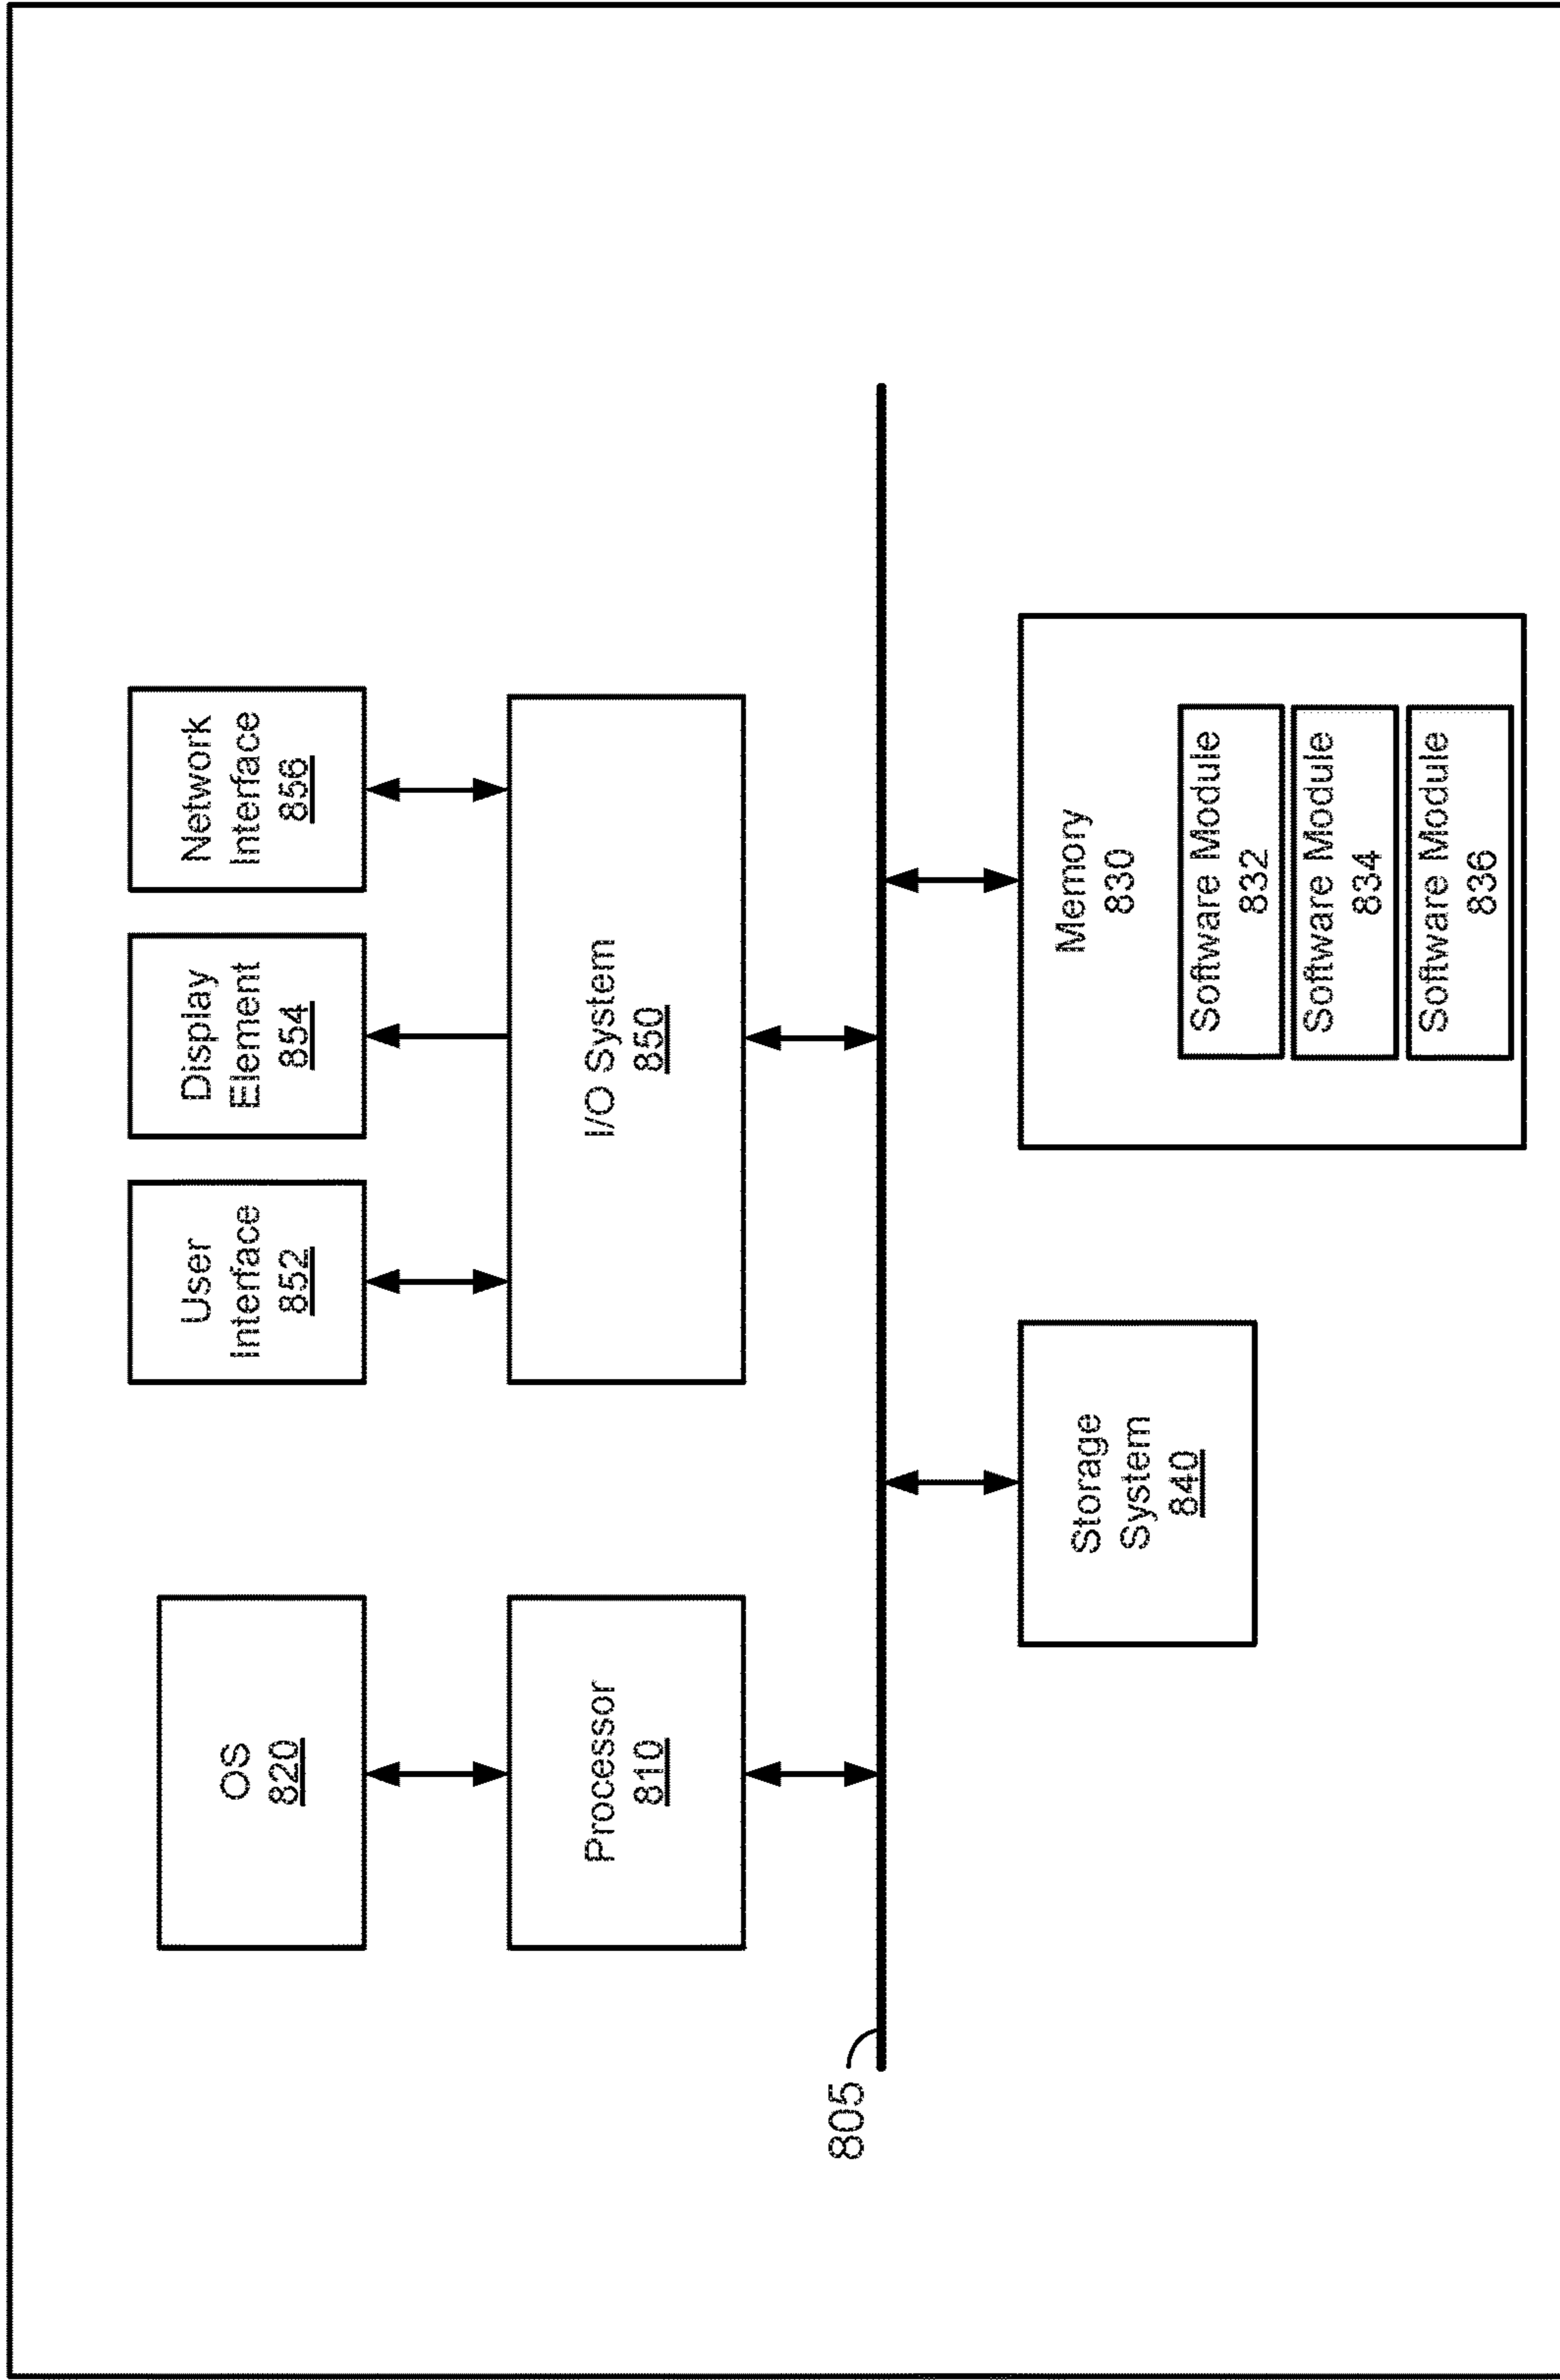 OS
820
User
Interface
852
Display
Element
854
Network
Interface
856
Processor
810
I/O System
850
805
Storage
System
840
Memory
830
Software Module
832
Software Module
834
Software Module
836